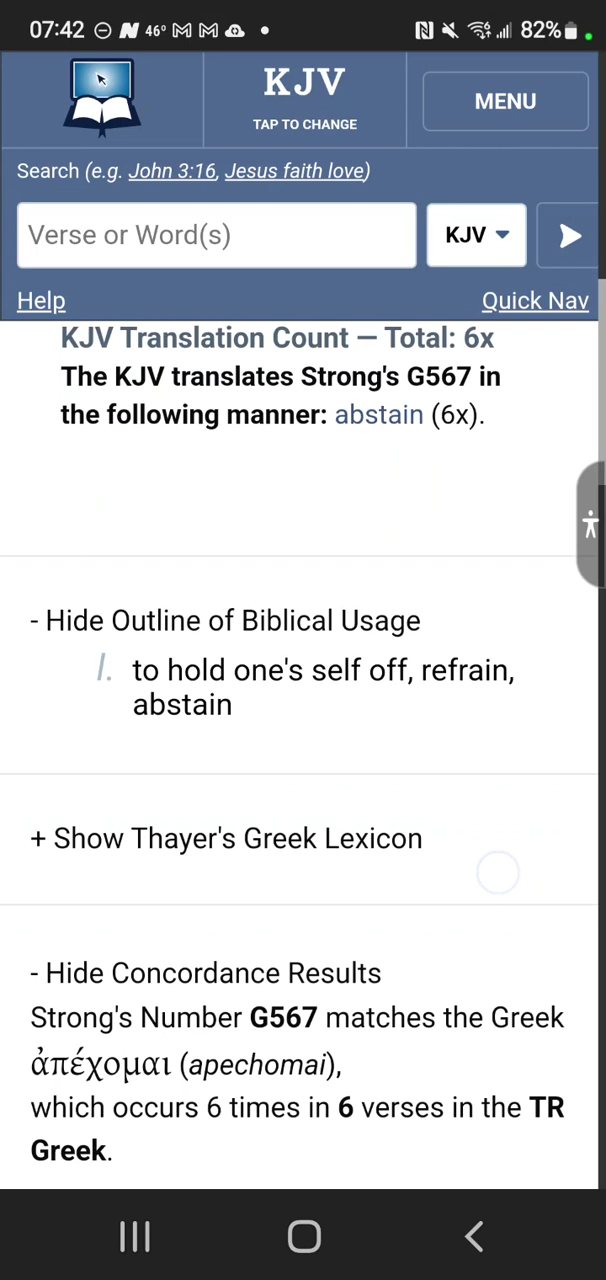 07:42 46° 82%
KJV
TAP TO CHANGE
MENU
Search (e.g. John 3:16, Jesus faith love)
Verse or Word(s)
KJV
Help
Quick Nav
KJV Translation Count — Total: 6x
The KJV translates Strong's G567 in
the following manner: abstain (6x).
- Hide Outline of Biblical Usage
I. to hold one's self off, refrain,
abstain
+ Show Thayer's Greek Lexicon
- Hide Concordance Results
Strong's Number G567 matches the Greek
ἀπέχομαι (apechomai),
which occurs 6 times in 6 verses in the TR
Greek.